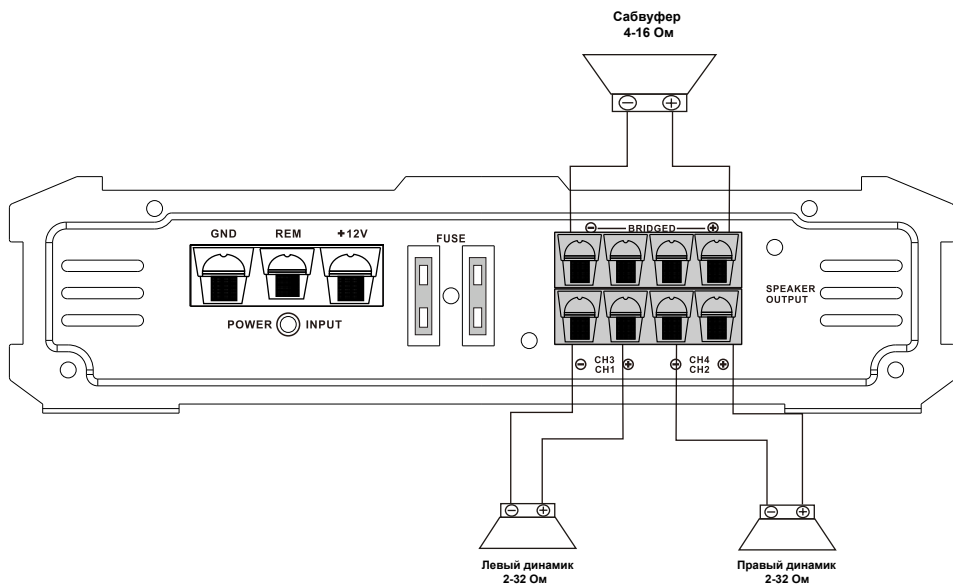 Сабвуфер
4-16 Ом
GND REM +12V
FUSE
BRIDGED
SPEAKER
OUTPUT
POWER INPUT
CH3 CH4
CH1 CH2
Левый динамик
2-32 Ом
Правый динамик
2-32 Ом